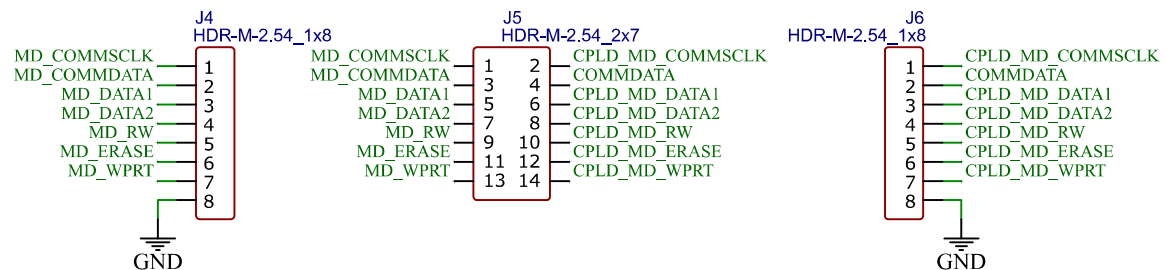 J4
HDR-M-2.54_1x8
MD_COMMSCLK 1
MD_COMMDATA 2
MD_DATA1 3
MD_DATA2 4
MD_RW 5
MD_ERASE 6
MD_WPRT 7
8
GND
J5
HDR-M-2.54_2x7
MD_COMMSCLK 1 2 CPLD_MD_COMMSCLK
MD_COMMDATA 3 4 COMMDATA
MD_DATA1 5 6 CPLD_MD_DATA1
MD_DATA2 7 8 CPLD_MD_DATA2
MD_RW 9 10 CPLD_MD_RW
MD_ERASE 11 12 CPLD_MD_ERASE
MD_WPRT 13 14 CPLD_MD_WPRT
J6
HDR-M-2.54_1x8
1 CPLD_MD_COMMSCLK
2 COMMDATA
3 CPLD_MD_DATA1
4 CPLD_MD_DATA2
5 CPLD_MD_RW
6 CPLD_MD_ERASE
7 CPLD_MD_WPRT
8
GND